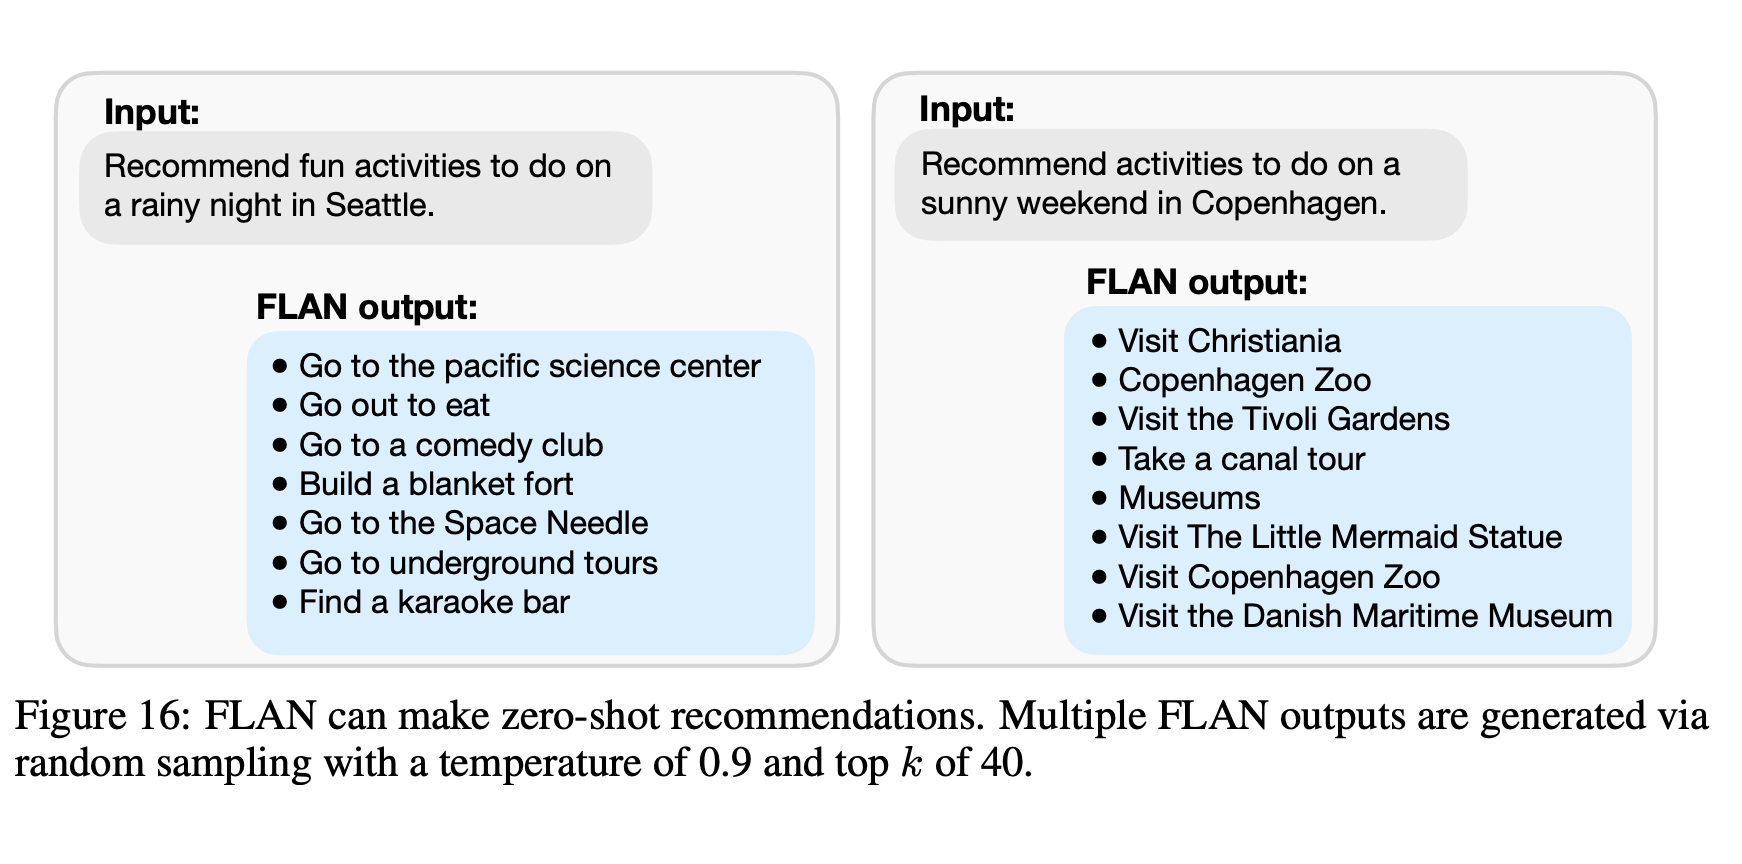 Input:
Recommend fun activities to do on
a rainy night in Seattle.
FLAN output:
● Go to the pacific science center
● Go out to eat
● Go to a comedy club
● Build a blanket fort
● Go to the Space Needle
● Go to underground tours
● Find a karaoke bar
Input:
Recommend activities to do on a
sunny weekend in Copenhagen.
FLAN output:
● Visit Christiania
● Copenhagen Zoo
● Visit the Tivoli Gardens
● Take a canal tour
● Museums
● Visit The Little Mermaid Statue
● Visit Copenhagen Zoo
● Visit the Danish Maritime Museum
Figure 16: FLAN can make zero-shot recommendations. Multiple FLAN outputs are generated via
random sampling with a temperature of 0.9 and top k of 40.